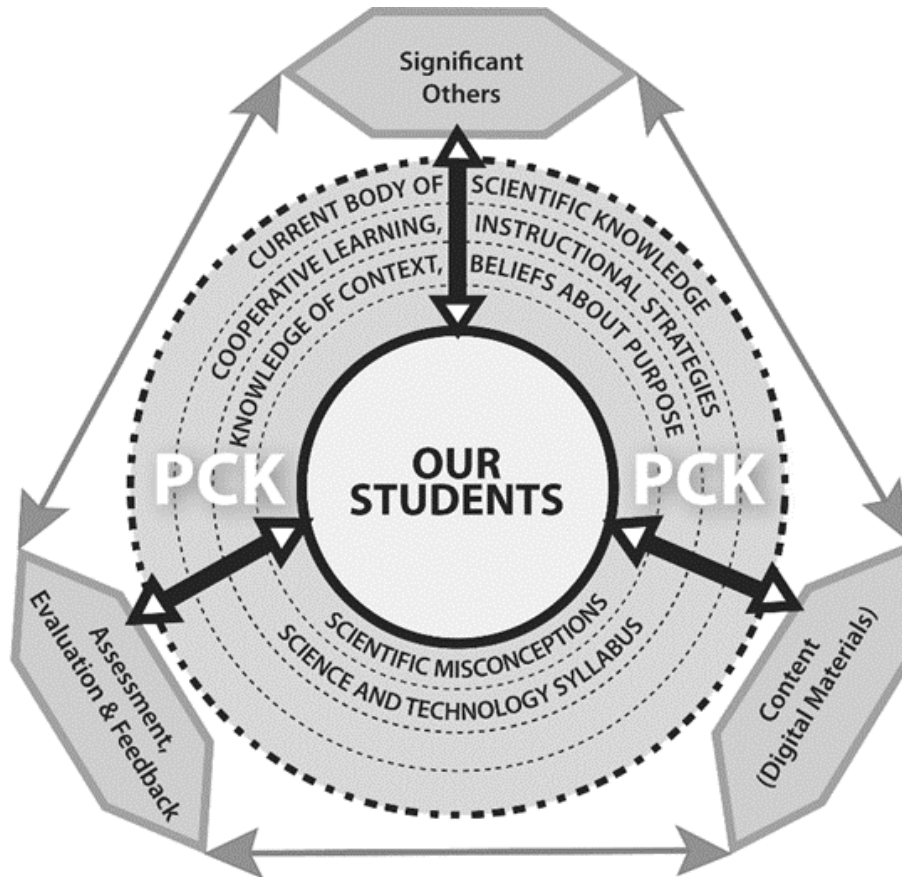 Significant
Others
CURRENT BODY OF SCIENTIFIC KNOWLEDGE
COOPERATIVE LEARNING, INSTRUCTIONAL STRATEGIES
KNOWLEDGE OF CONTEXT, BELIEFS ABOUT PURPOSE
PCK
OUR
STUDENTS
PCK
SCIENTIFIC MISCONCEPTIONS
SCIENCE AND TECHNOLOGY SYLLABUS
Assessment,
Evaluation & Feedback
Content
(Digital Materials)